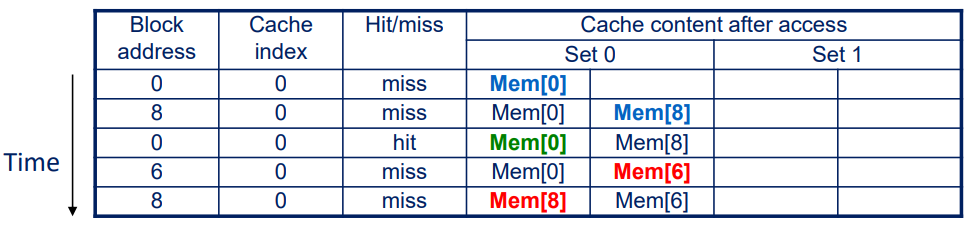 Block address Cache index Hit/miss Cache content after access
Set 0 Set 1
0 0 miss Mem[0]
8 0 miss Mem[0] Mem[8]
0 0 hit Mem[0] Mem[8]
Time
6 0 miss Mem[0] Mem[6]
8 0 miss Mem[8] Mem[6]